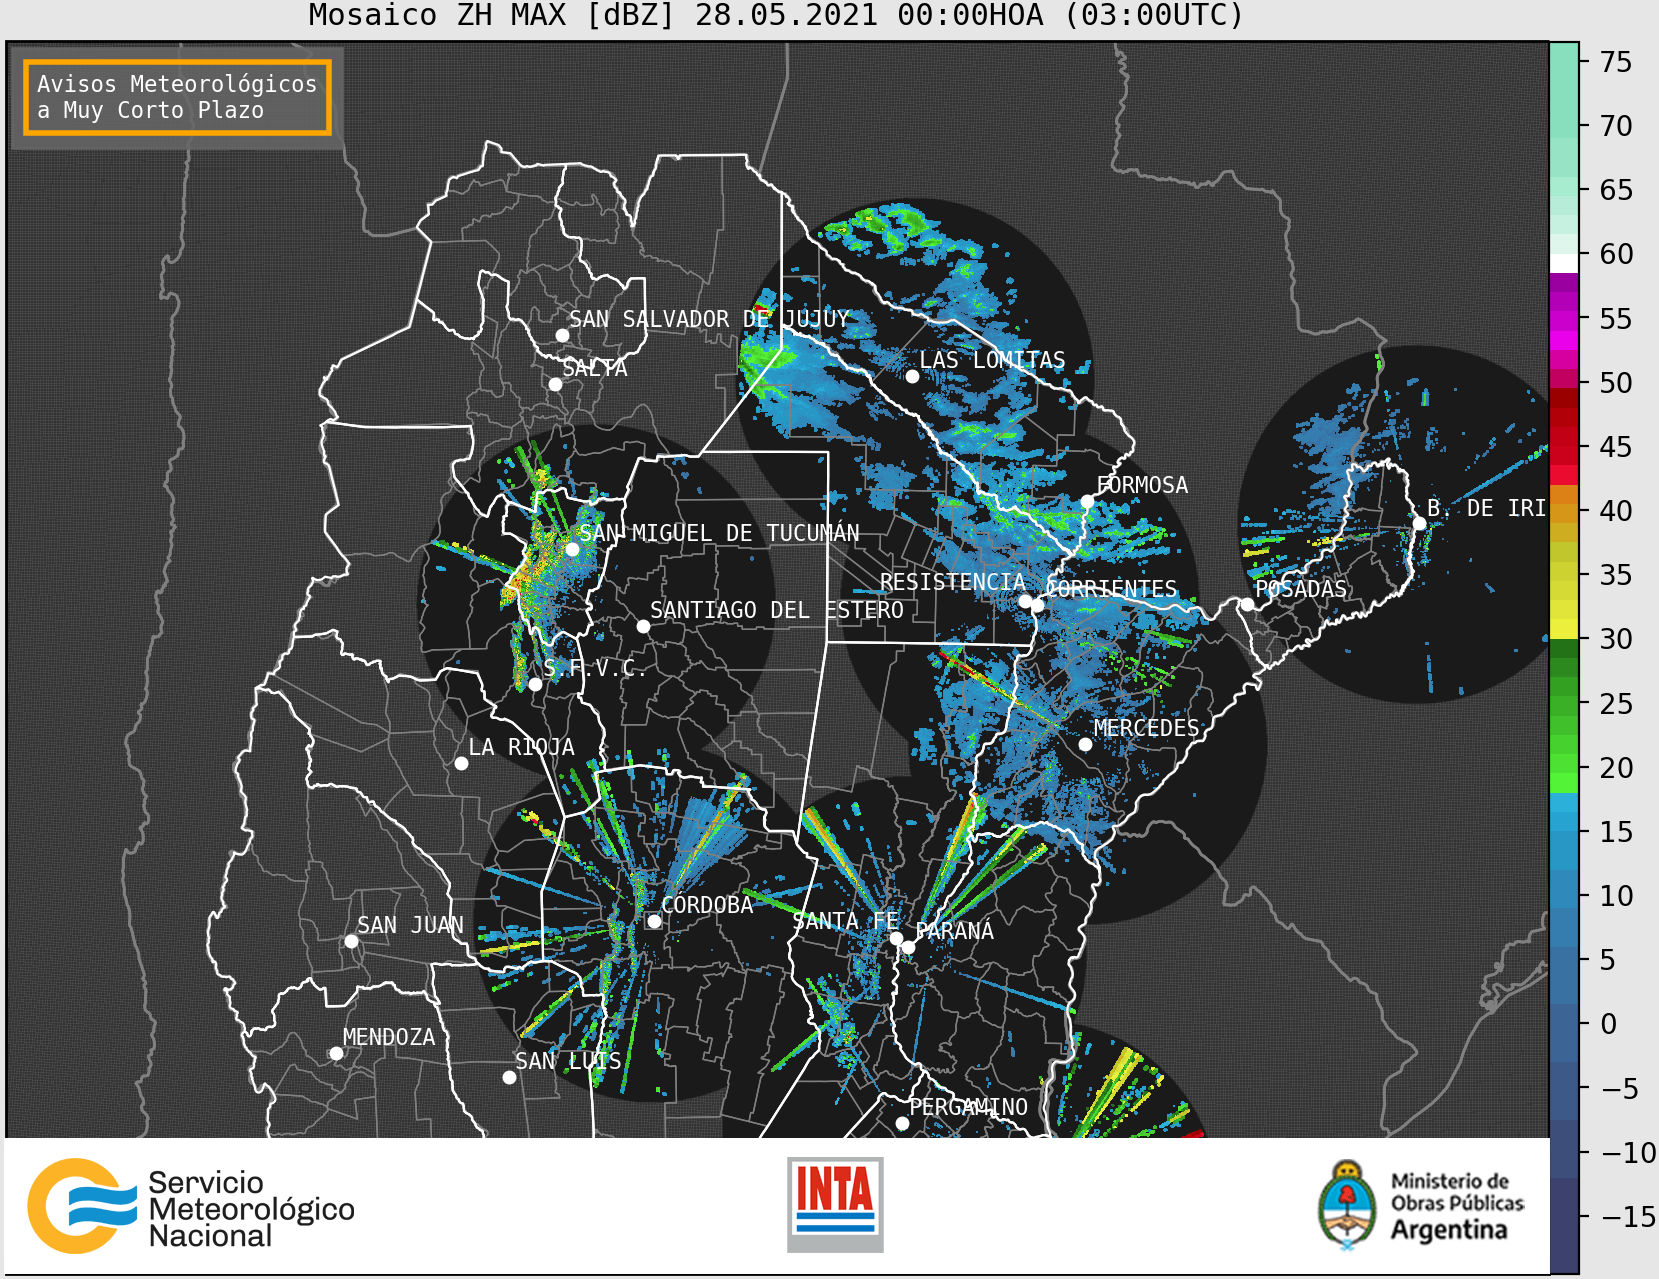 Mosaico ZH MAX [dBZ] 28.05.2021 00:00HOA (03:00UTC)
Avisos Meteorológicos
a Muy Corto Plazo
SAN SALVADOR DE JUJUY
SALTA
LAS LOMITAS
FORMOSA
B. DE IRI
SAN MIGUEL DE TUCUMÁN
RESISTENCIA
CORRIENTES
POSADAS
SANTIAGO DEL ESTERO
S.F.V.C.
MERCEDES
LA RIOJA
CÓRDOBA
SANTA FE
PARANÁ
SAN JUAN
MENDOZA
SAN LUIS
PERGAMINO
75
70
65
60
55
50
45
40
35
30
25
20
15
10
5
0
−5
−10
−15
Servicio
Meteorológico
Nacional
INTA
Ministerio de
Obras Públicas
Argentina